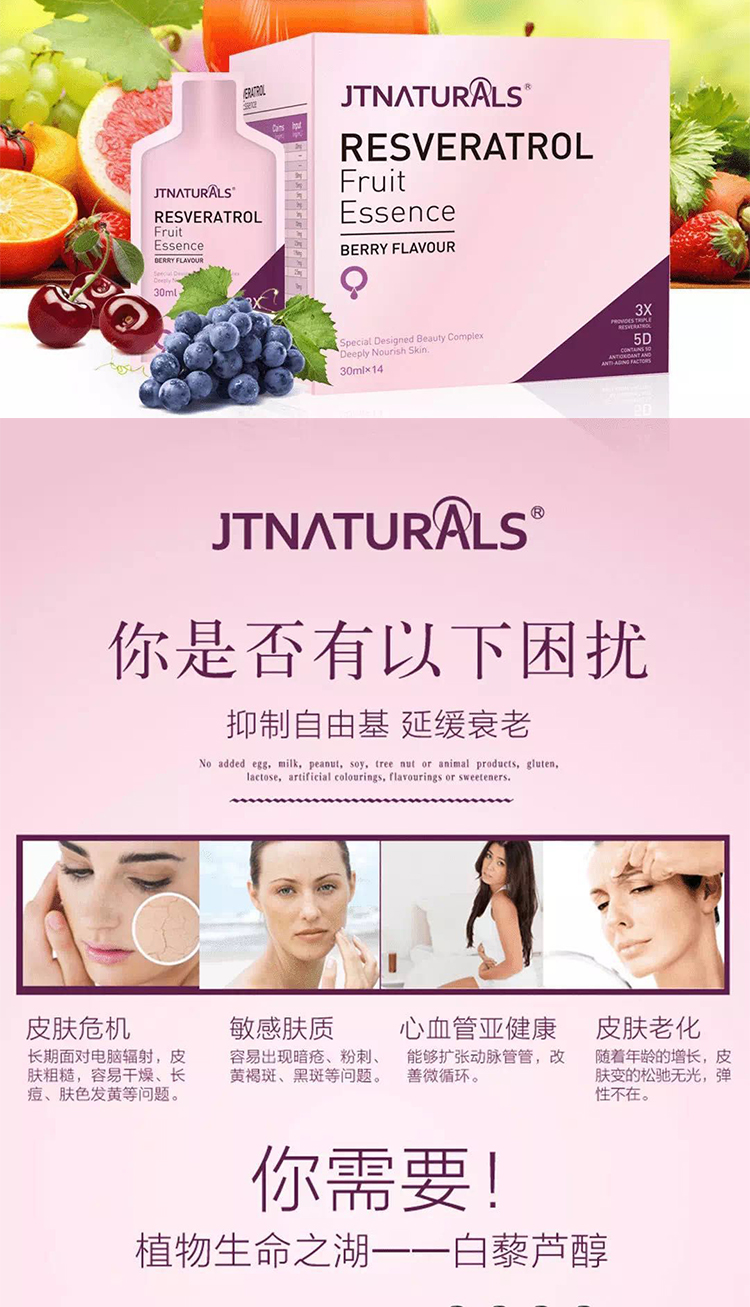 JTNATURALS®
RESVERATROL
Fruit
Essence
BERRY FLAVOUR
Special Designed Beauty Complex
Deeply Nourish Skin.
30ml×14
3X
PROVIDES TRIPLE
RESVERATROL
5D
CONTAINS 5D
ANTIOXIDANT AND
ANTI-AGING FACTORS
JTNATURALS®
RESVERATROL
Fruit
Essence
BERRY FLAVOUR
30ml
JTNATURALS®
你是否有以下困扰
抑制自由基 延缓衰老
No added egg, milk, peanut, soy, tree nut or animal products, gluten,
lactose, artificial colourings, flavourings or sweeteners.
皮肤危机
长期面对电脑辐射，皮
肤粗糙，容易干燥、长
痘、肤色发黄等问题。
敏感肤质
容易出现暗疮、粉刺、
黄褐斑、黑斑等问题。
心血管亚健康
能够扩张动脉管管，改
善微循环。
皮肤老化
随着年龄的增长，皮
肤变的松驰无光，弹
性不在。
你需要！
植物生命之湖——白藜芦醇